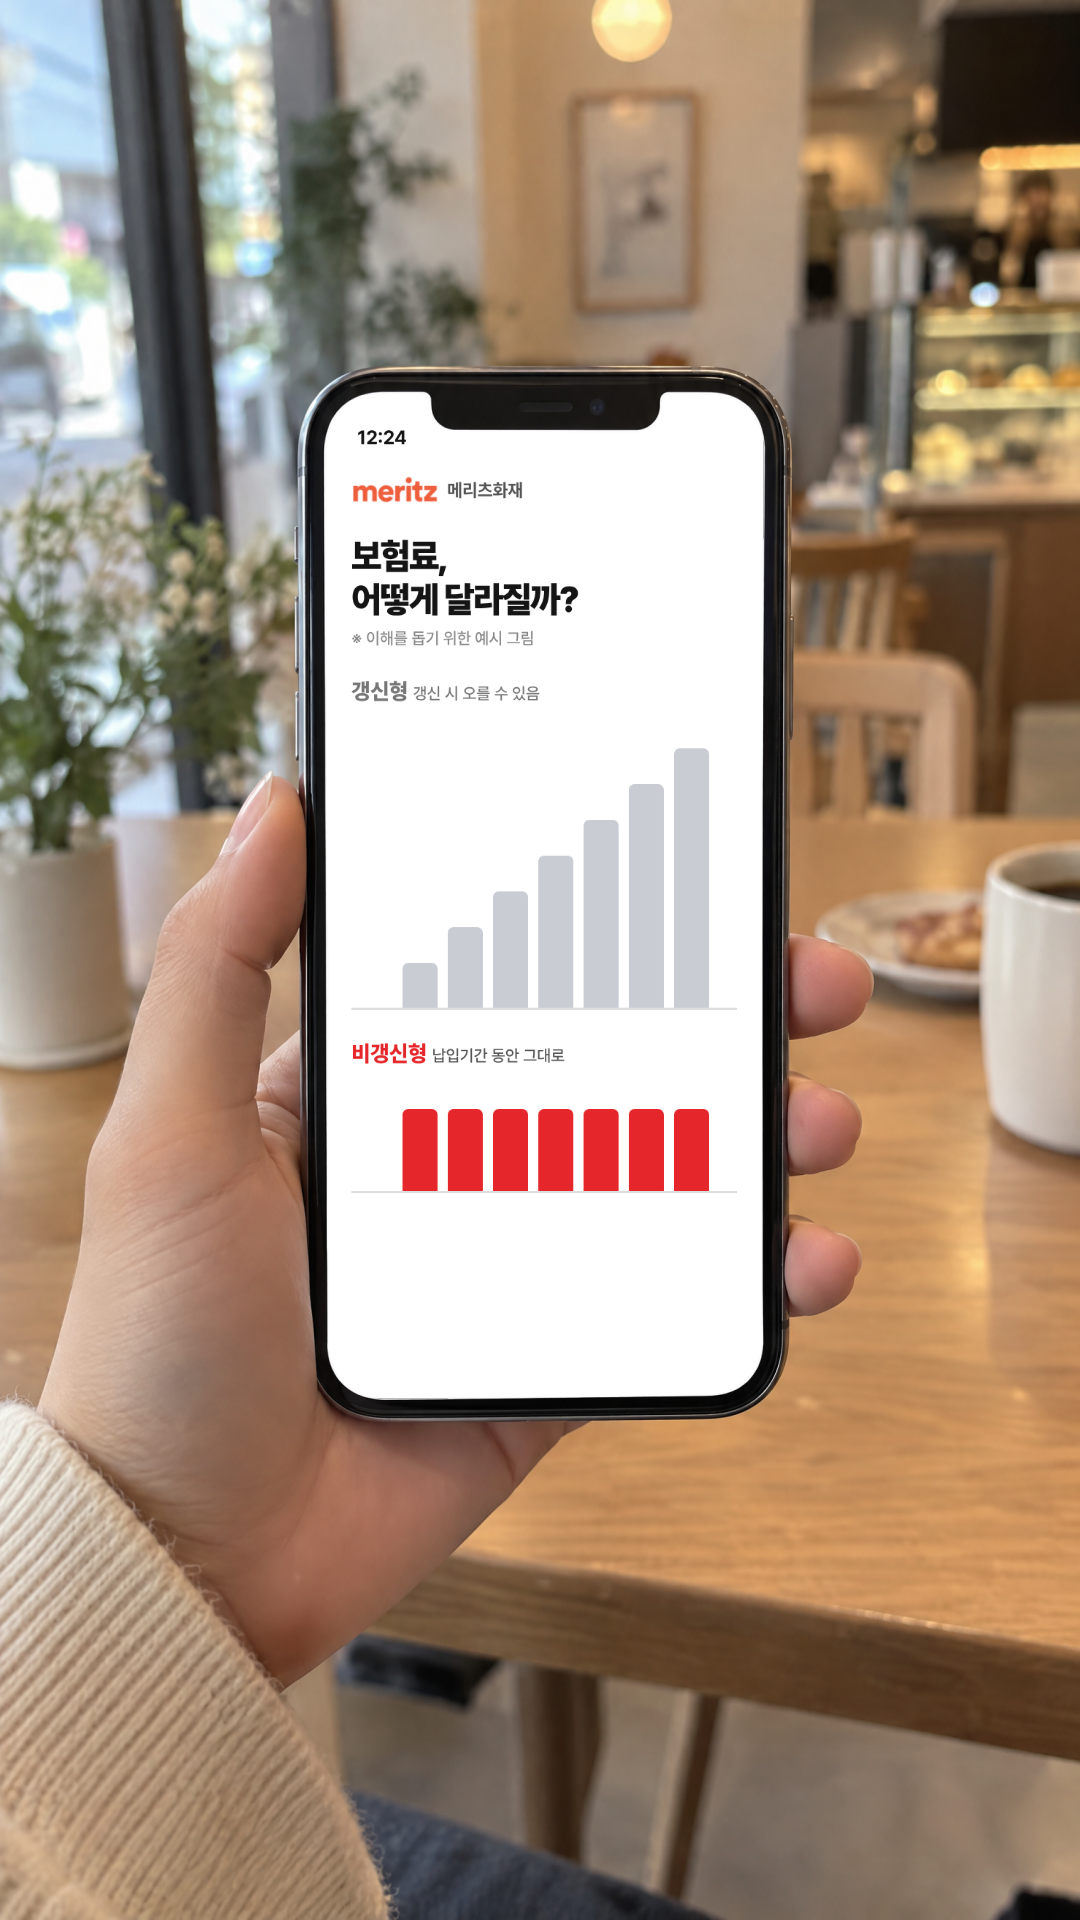 12:24
meritz 메리츠화재
보험료,
어떻게 달라질까?
※ 이해를 돕기 위한 예시 그림
갱신형 갱신 시 오를 수 있음
비갱신형 납입기간 동안 그대로